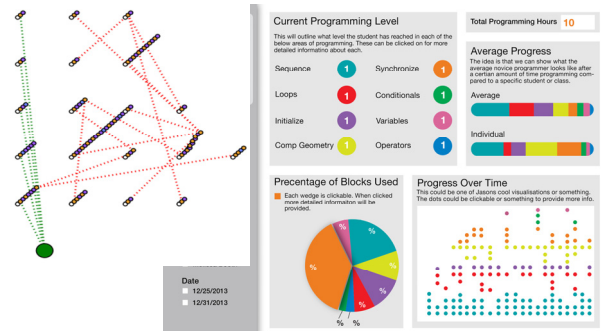 Date
12/25/2013
12/31/2013
Current Programming Level
This will outline what level the student has reached in each of the
below areas of programming. These can be clicked on for more
detailed informatino about each.
Sequence 1 Synchronize 1
Loops 1 Conditionals 1
Initialize 1 Variables 1
Comp Geometry 1 Operators 1
Total Programming Hours 10
Average Progress
The idea is that we can show what the
average novice programmer looks like after
a certain amount of time programming com-
pared to a specific student or class.
Average
Individual
Precentage of Blocks Used
Each wedge is clickable. When clicked
more detailed information will be
provided.
% % % % % % % %
Progress Over Time
This could be one of Jasons cool visualisations or something.
The dots could be clickable or something to provide more info.